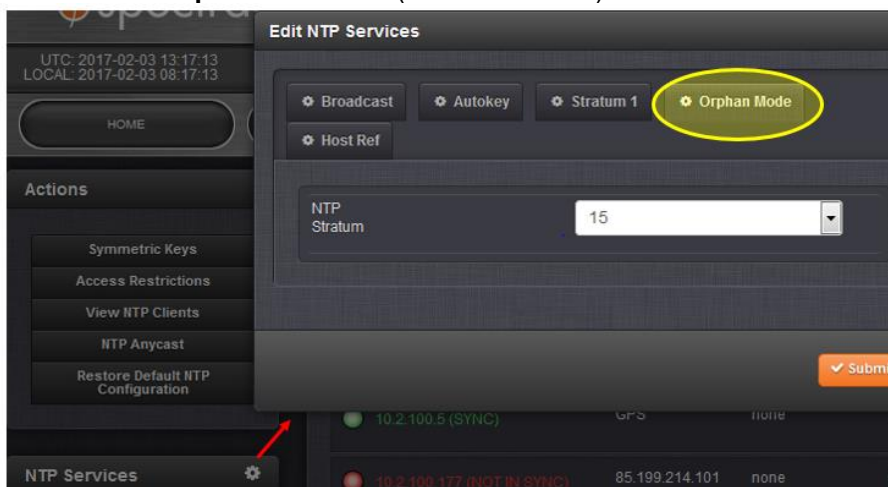 Edit NTP Services
UTC: 2017-02-03 13:17:13
LOCAL: 2017-02-03 08:17:13
HOME
Broadcast
Autokey
Stratum 1
Orphan Mode
Host Ref
NTP
Stratum
15
Actions
Symmetric Keys
Access Restrictions
View NTP Clients
NTP Anycast
Restore Default NTP
Configuration
Submi
10.2.100.5 (SYNC) GPS none
NTP Services
10.2.100.177 (NOT IN SYNC) 85.199.214.101 none